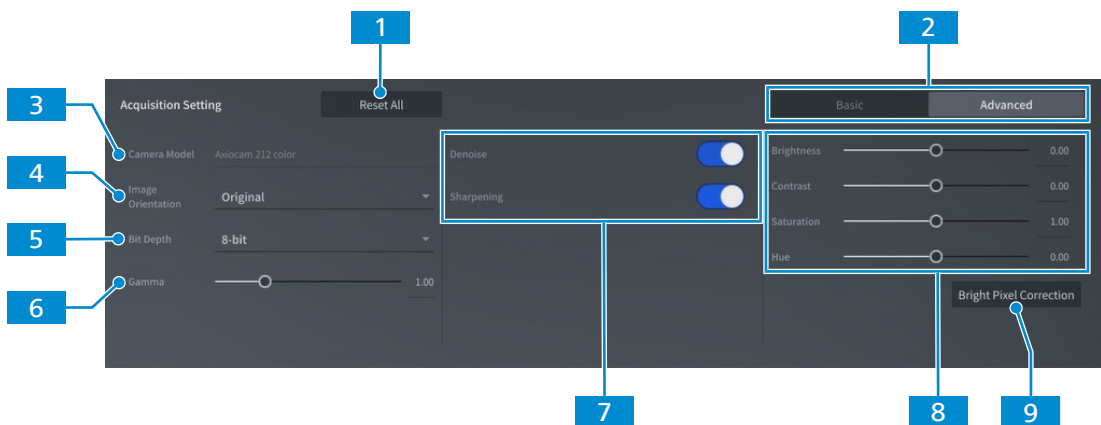 1
2
Acquisition Setting
Reset All
Basic
Advanced
3
Camera Model
Axiocam 212 color
4
Image
Orientation
Original
5
Bit Depth
8-bit
6
Gamma
1.00
Denoise
Sharpening
Brightness
0.00
Contrast
0.00
Saturation
1.00
Hue
0.00
Bright Pixel Correction
7
8
9